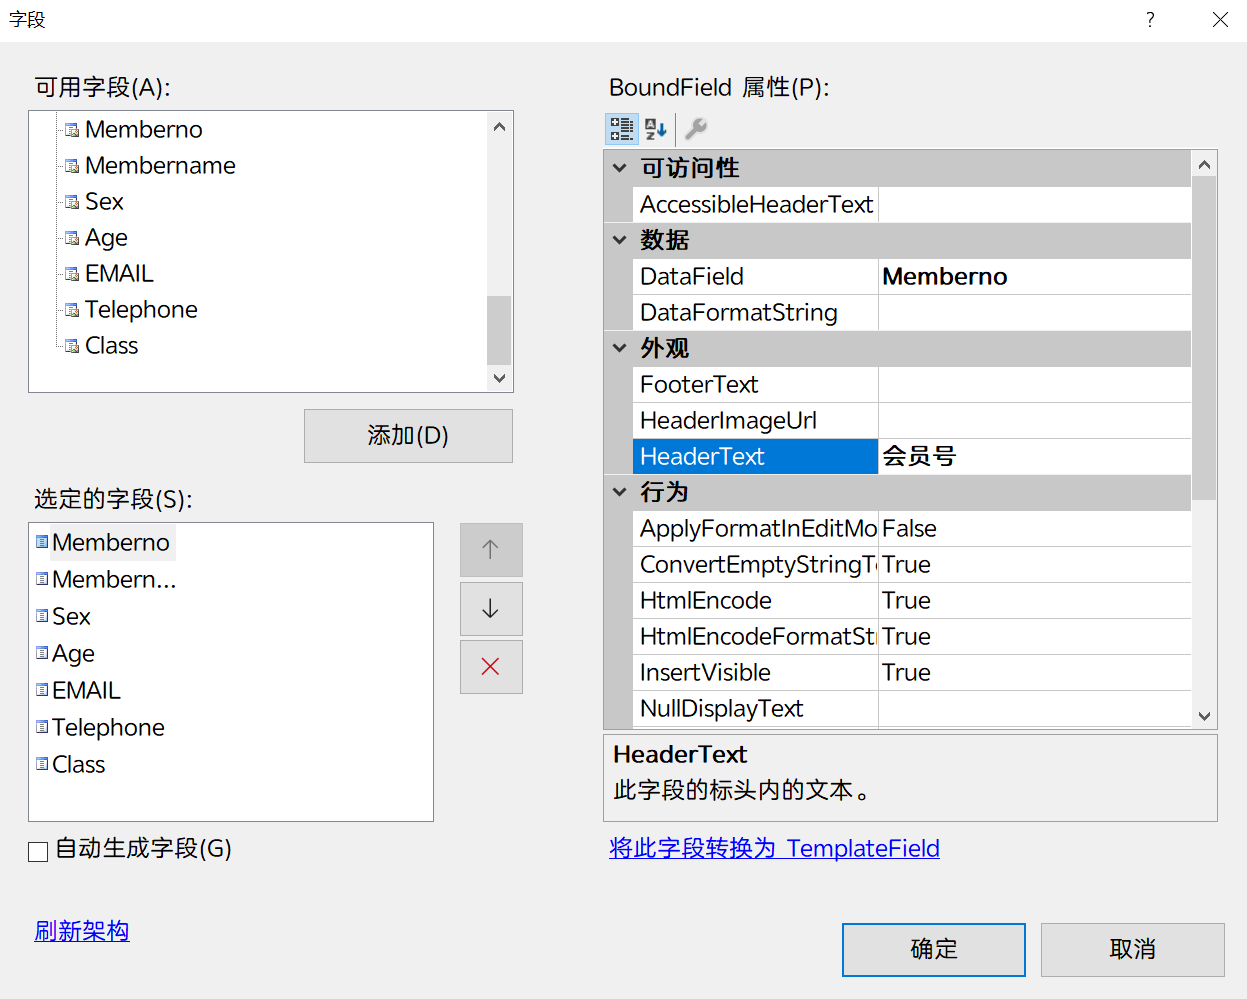 字段
?
可用字段(A):
Memberno
Membername
Sex
Age
EMAIL
Telephone
Class
添加(D)
选定的字段(S):
Memberno
Membern...
Sex
Age
EMAIL
Telephone
Class
自动生成字段(G)
刷新架构
BoundField 属性(P):
可访问性
AccessibleHeaderText
数据
DataField Memberno
DataFormatString
外观
FooterText
HeaderImageUrl
HeaderText 会员号
行为
ApplyFormatInEditMo False
ConvertEmptyStringT True
HtmlEncode True
HtmlEncodeFormatStr True
InsertVisible True
NullDisplayText
HeaderText
此字段的标头内的文本。
将此字段转换为 TemplateField
确定
取消